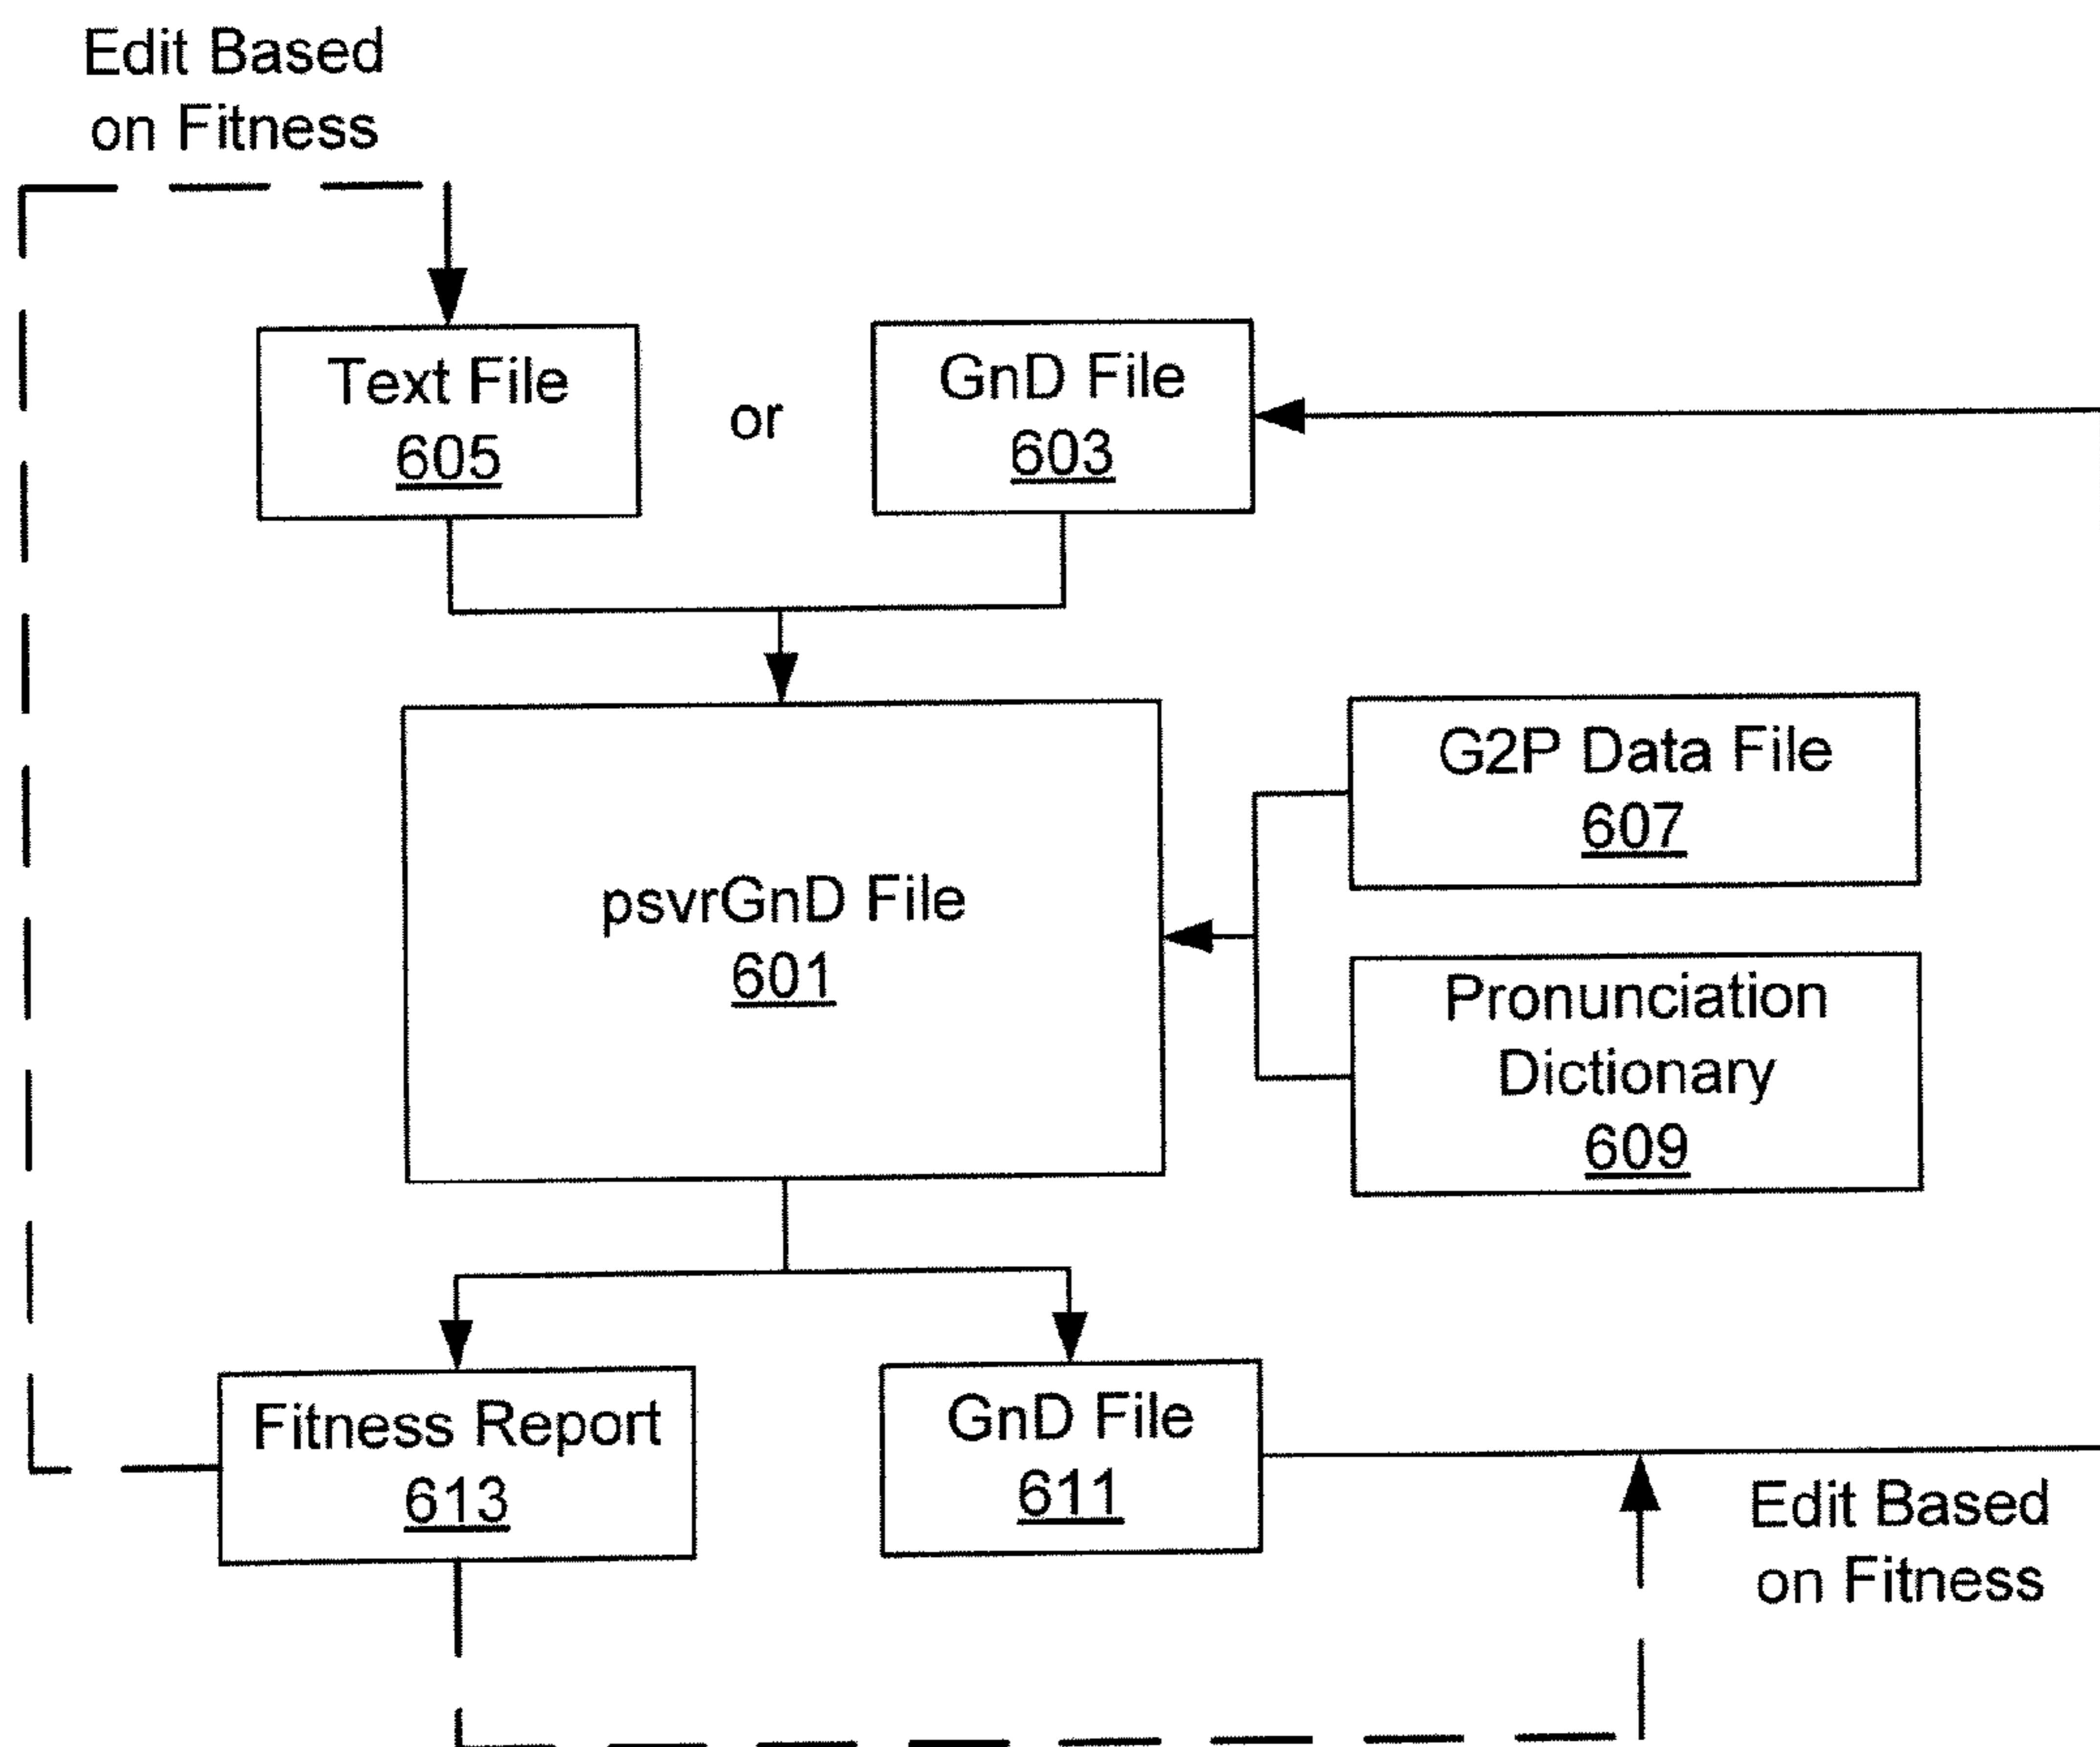 Edit Based
on Fitness
Text File
605
or
GnD File
603
psvrGnD File
601
G2P Data File
607
Pronunciation
Dictionary
609
Fitness Report
613
GnD File
611
Edit Based
on Fitness